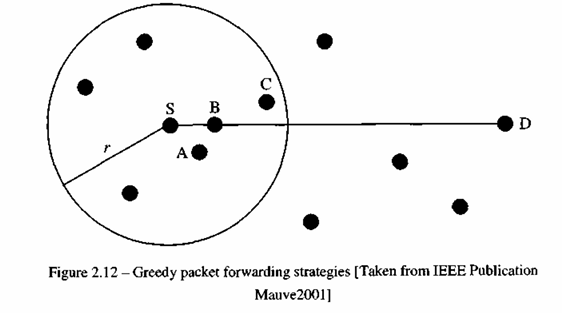 C
S
B
D
A
r
Figure 2.12 – Greedy packet forwarding strategies [Taken from IEEE Publication
Mauve2001]